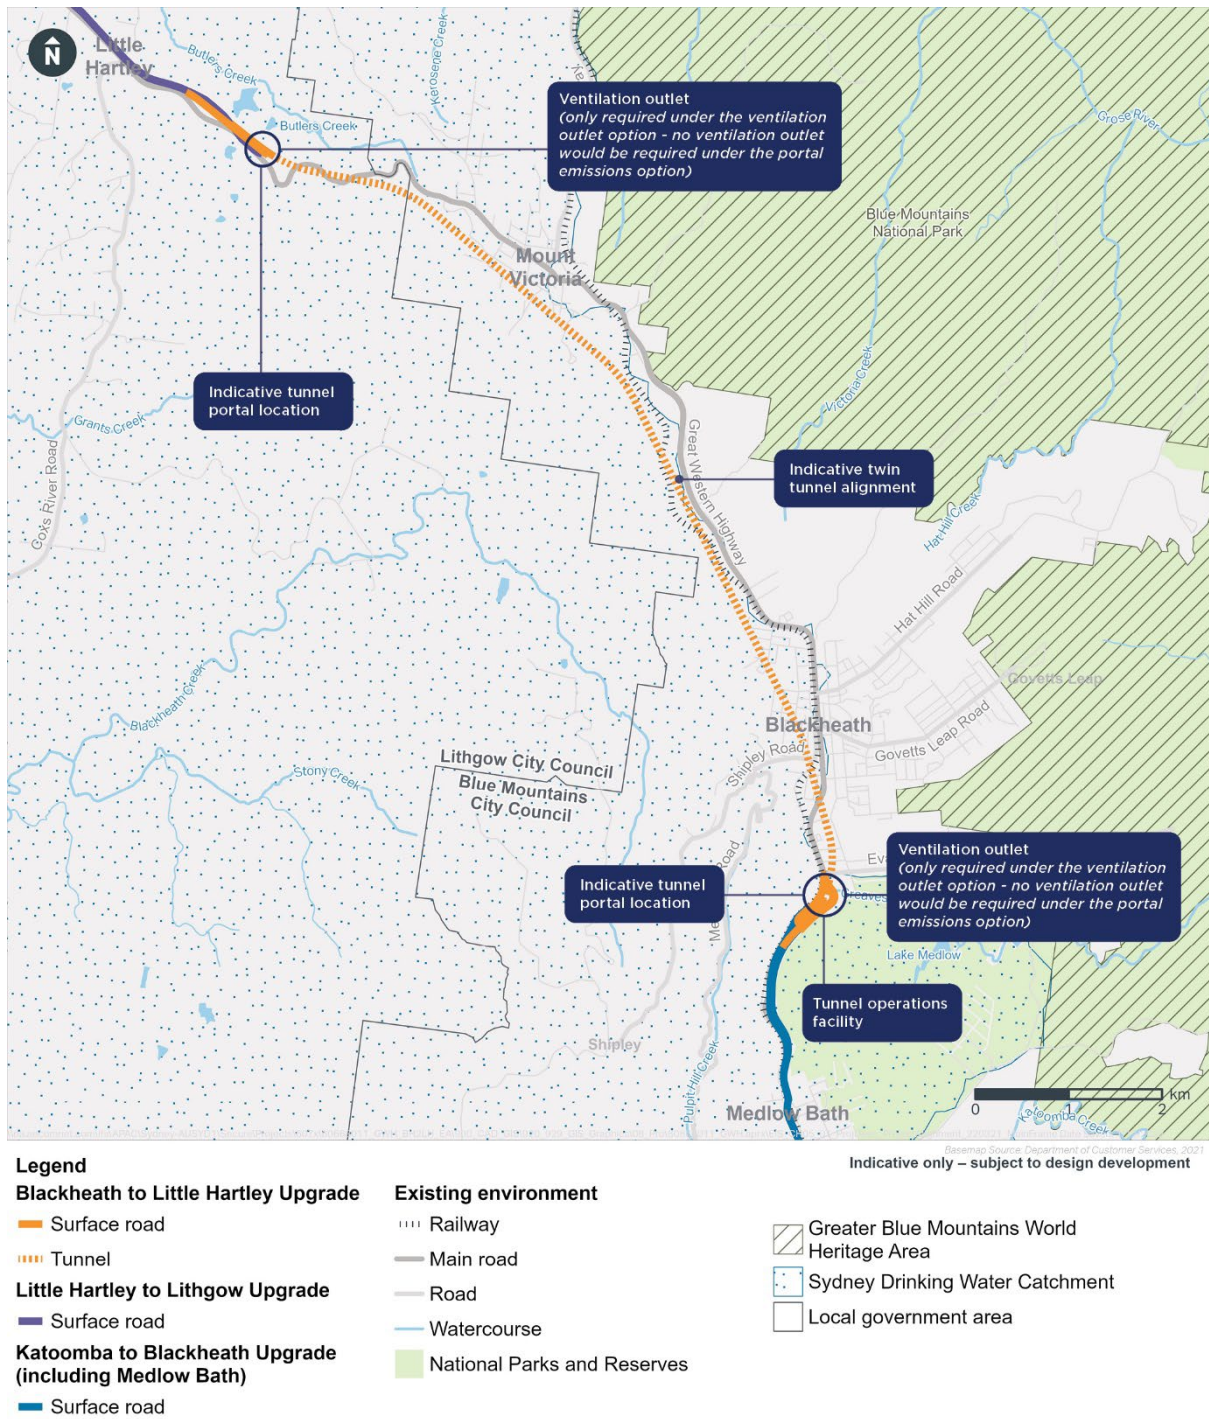 N
Little
Hartley
Butlers Creek
Kerosene Creek
Butlers Creek
Ventilation outlet
(only required under the ventilation
outlet option - no ventilation outlet
would be required under the portal
emissions option)
Grose River
Blue Mountains
National Park
Mount
Victoria
Indicative tunnel
portal location
Grants Creek
Coxs River Road
Victoria Creek
Great Western Highway
Indicative twin
tunnel alignment
Hat Hill Creek
Hat Hill Road
Govetts Leap
Blackheath Creek
Blackheath
Govetts Leap Road
Shipley Road
Stony Creek
Lithgow City Council
Blue Mountains
City Council
Road
Ventilation outlet
(only required under the ventilation
outlet option - no ventilation outlet
would be required under the portal
emissions option)
Indicative tunnel
portal location
Lake Medlow
Tunnel operations
facility
Shipley
Pulpit Hill Creek
Medlow Bath
0 1 2 km
Katoomba Creek
Basemap Source: Department of Customer Services, 2021
Indicative only – subject to design development
Legend
Blackheath to Little Hartley Upgrade
Surface road
Tunnel
Little Hartley to Lithgow Upgrade
Surface road
Katoomba to Blackheath Upgrade
(including Medlow Bath)
Surface road
Existing environment
Railway
Main road
Road
Watercourse
National Parks and Reserves
Greater Blue Mountains World
Heritage Area
Sydney Drinking Water Catchment
Local government area